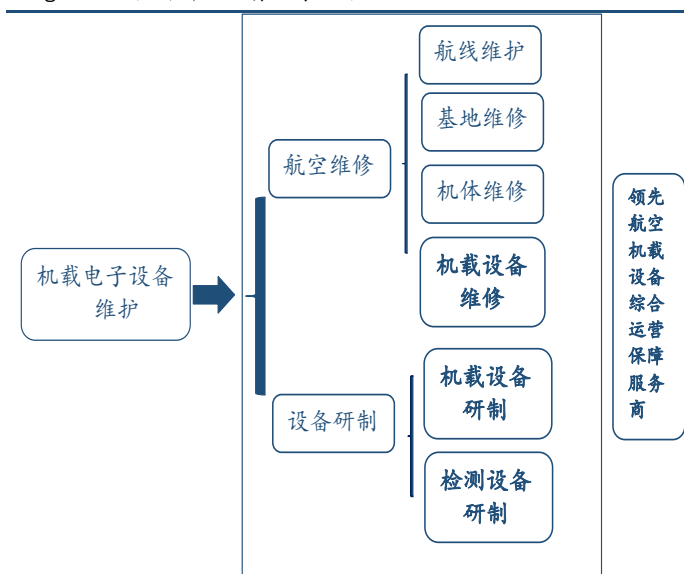 航线维护
基地维修
航空维修
机体维修
机载设备
维修
机载电子设备
维护
机载设备
研制
设备研制
检测设备
研制
领先
航空
机载
设备
综合
运营
保障
服务
商